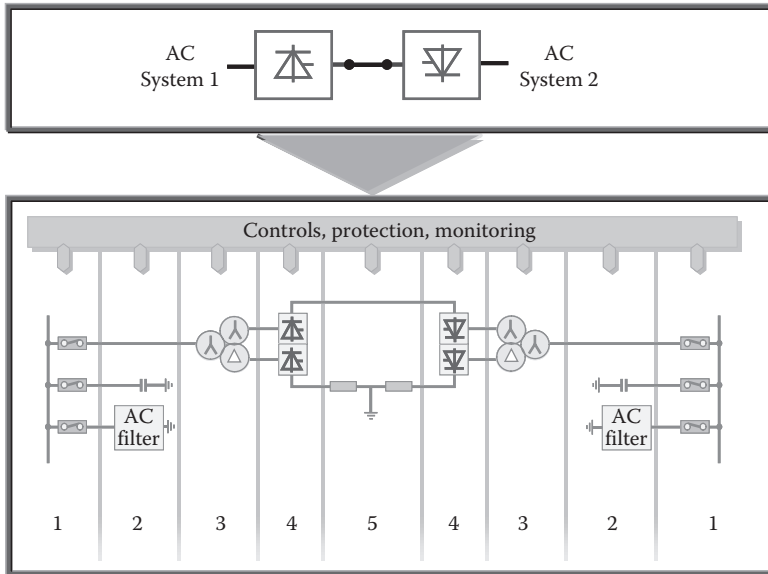 AC
System 1
AC
System 2
Controls, protection, monitoring
AC
filter
AC
filter
1 2 3 4 5 4 3 2 1